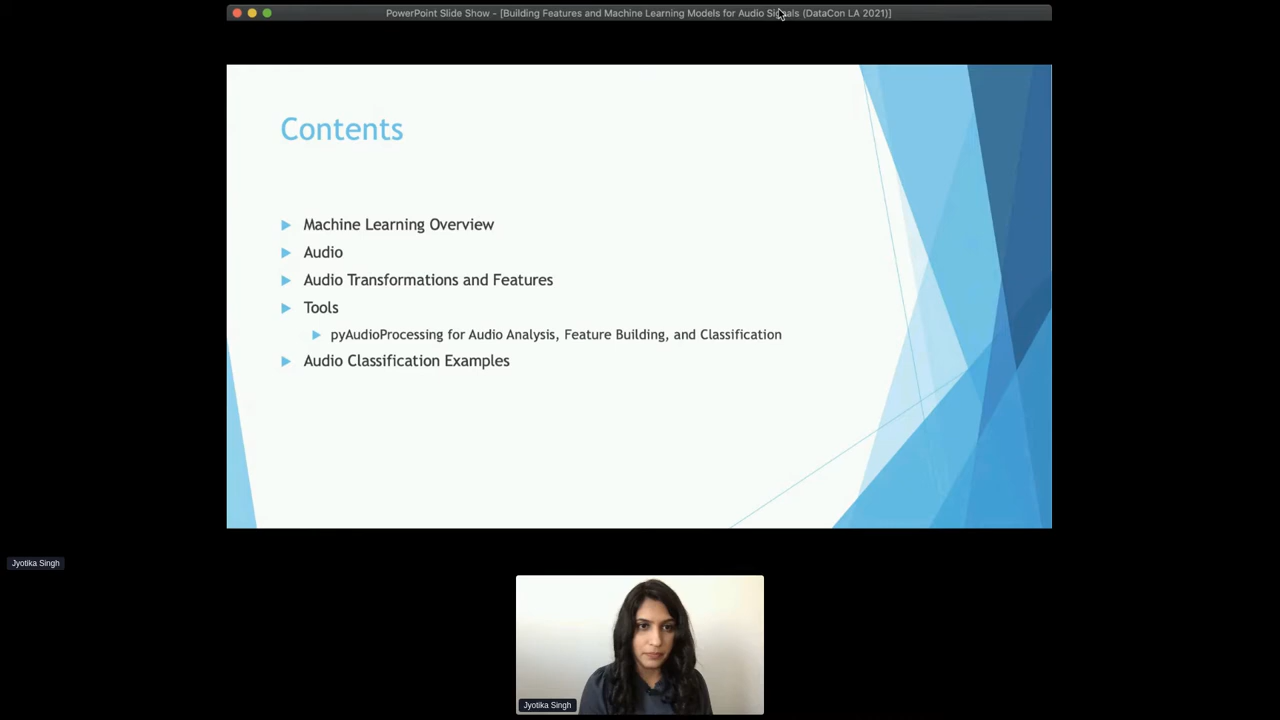 PowerPoint Slide Show - [Building Features and Machine Learning Models for Audio Signals (DataCon LA 2021)]
Contents
Machine Learning Overview
Audio
Audio Transformations and Features
Tools
pyAudioProcessing for Audio Analysis, Feature Building, and Classification
Audio Classification Examples
Jyotika Singh
Jyotika Singh